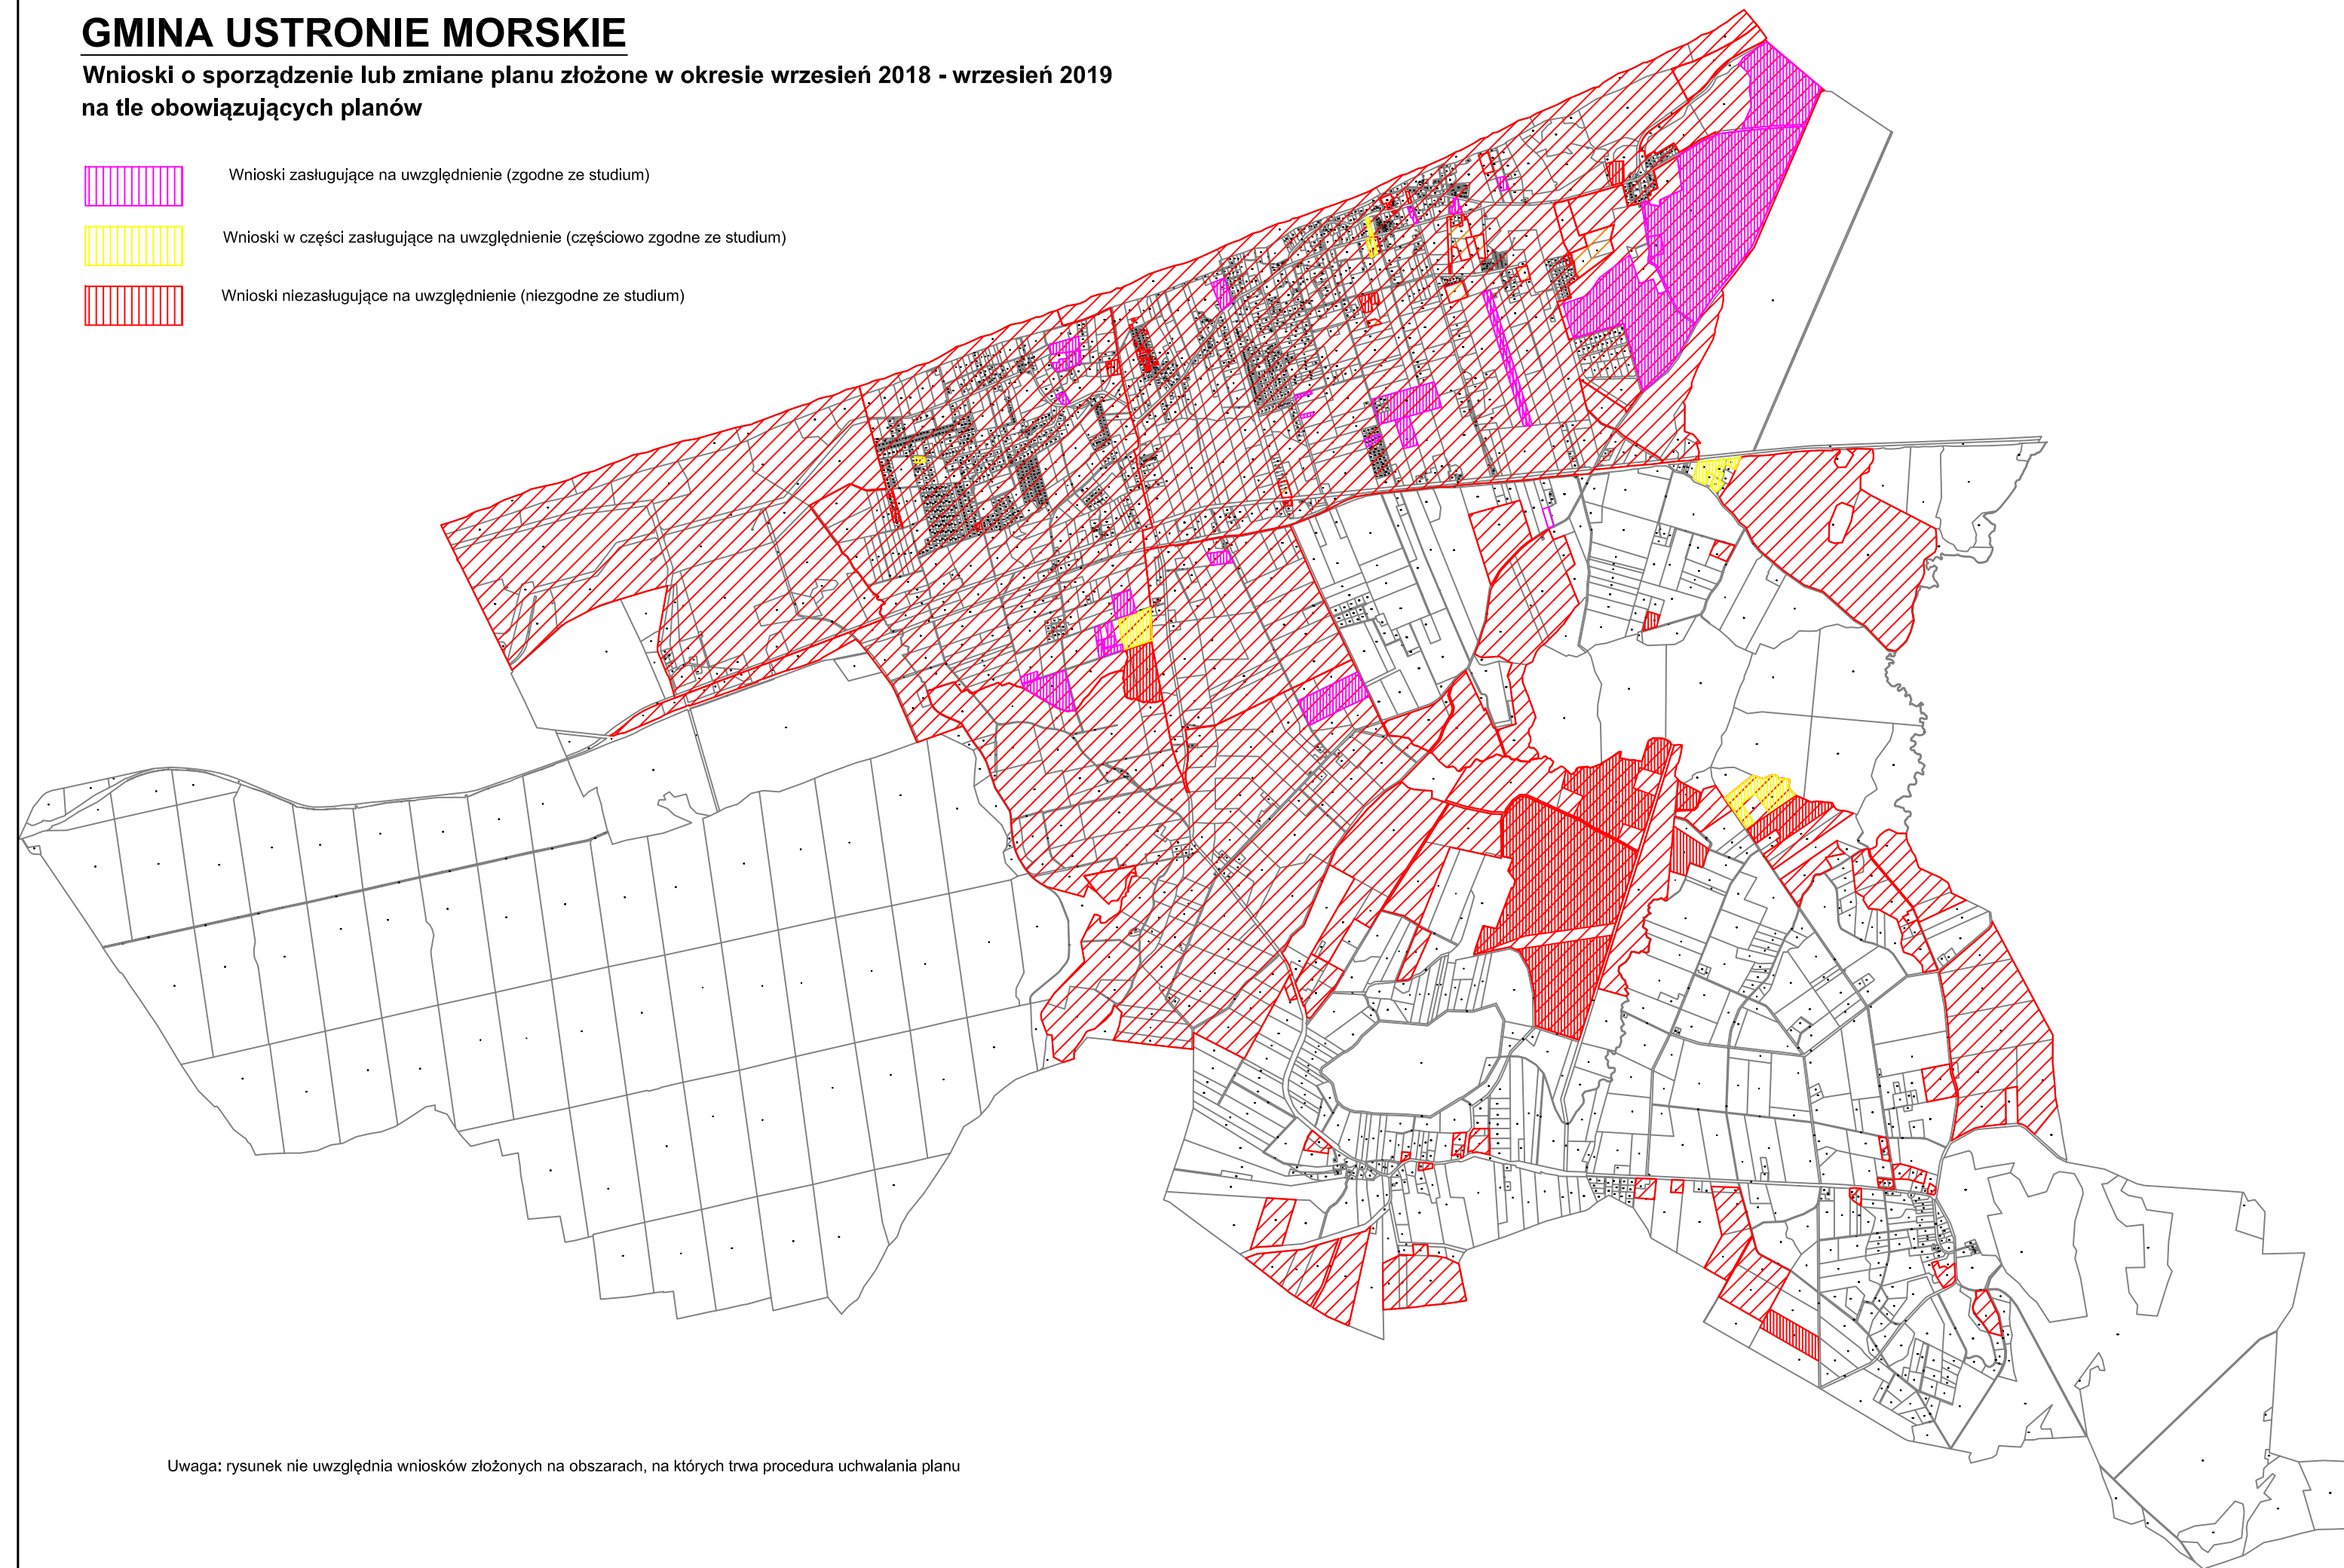 GMINA USTRONIE MORSKIE
Wnioski o sporządzenie lub zmiane planu złożone w okresie wrzesień 2018 - wrzesień 2019
na tle obowiązujących planów
Wnioski zasługujące na uwzględnienie (zgodne ze studium)
Wnioski w części zasługujące na uwzględnienie (częściowo zgodne ze studium)
Wnioski niezasługujące na uwzględnienie (niezgodne ze studium)
Uwaga: rysunek nie uwzględnia wniosków złożonych na obszarach, na których trwa procedura uchwalania planu